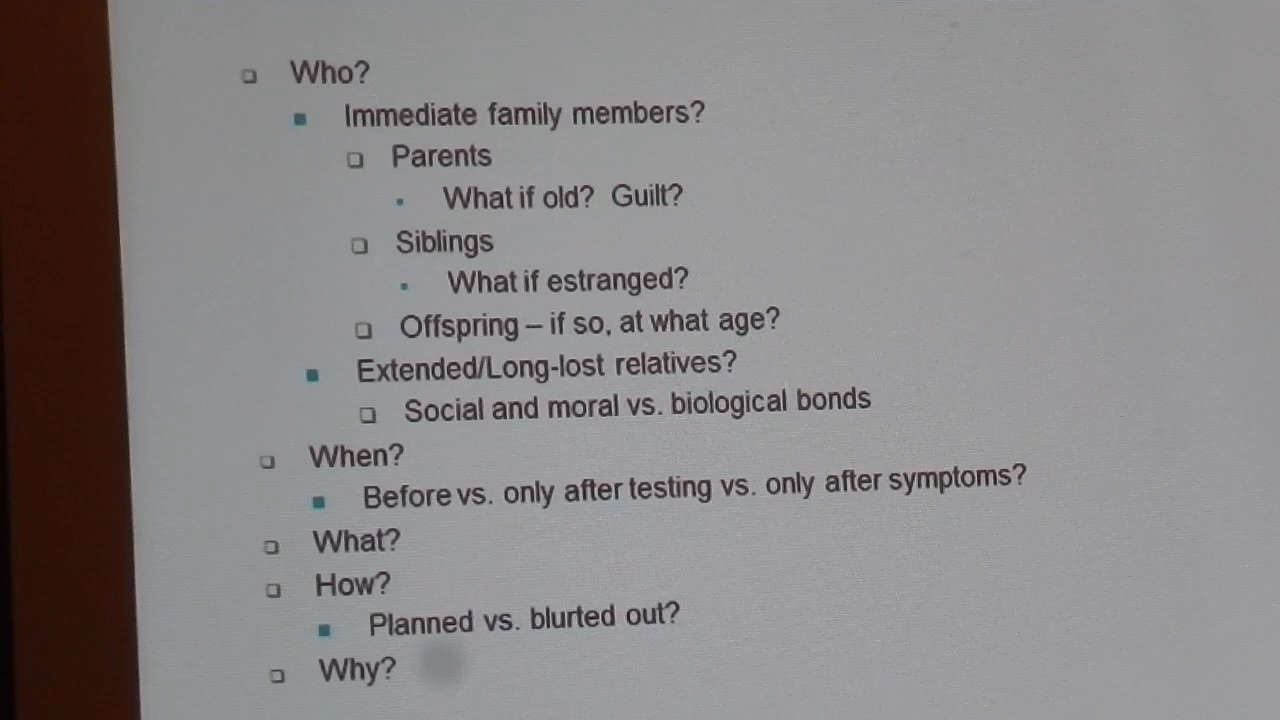 Who?
Immediate family members?
Parents
What if old? Guilt?
Siblings
What if estranged?
Offspring – if so, at what age?
Extended/Long-lost relatives?
Social and moral vs. biological bonds
When?
Before vs. only after testing vs. only after symptoms?
What?
How?
Planned vs. blurted out?
Why?